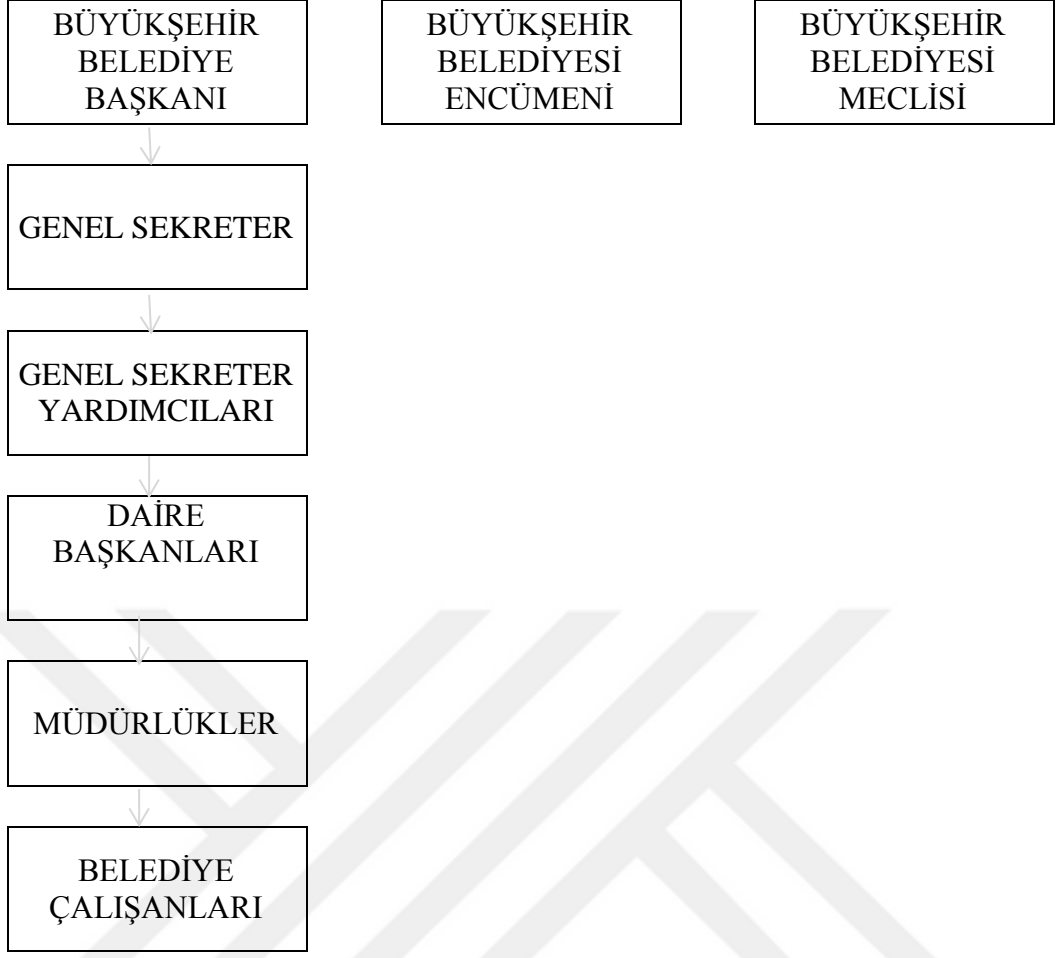 BÜYÜKŞEHİR
BELEDİYE
BAŞKANI
BÜYÜKŞEHİR
BELEDİYESİ
ENCÜMENİ
BÜYÜKŞEHİR
BELEDİYESİ
MECLİSİ
GENEL SEKRETER
GENEL SEKRETER
YARDIMCILARI
DAİRE
BAŞKANLARI
MÜDÜRLÜKLER
BELEDİYE
ÇALIŞANLARI